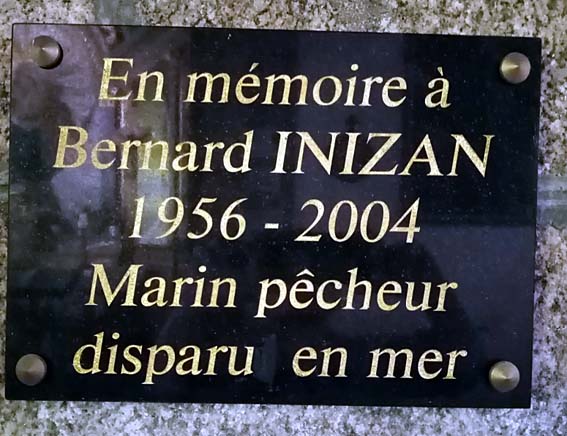 En mémoire à
Bernard INIZAN
1956 - 2004
Marin pêcheur
disparu en mer